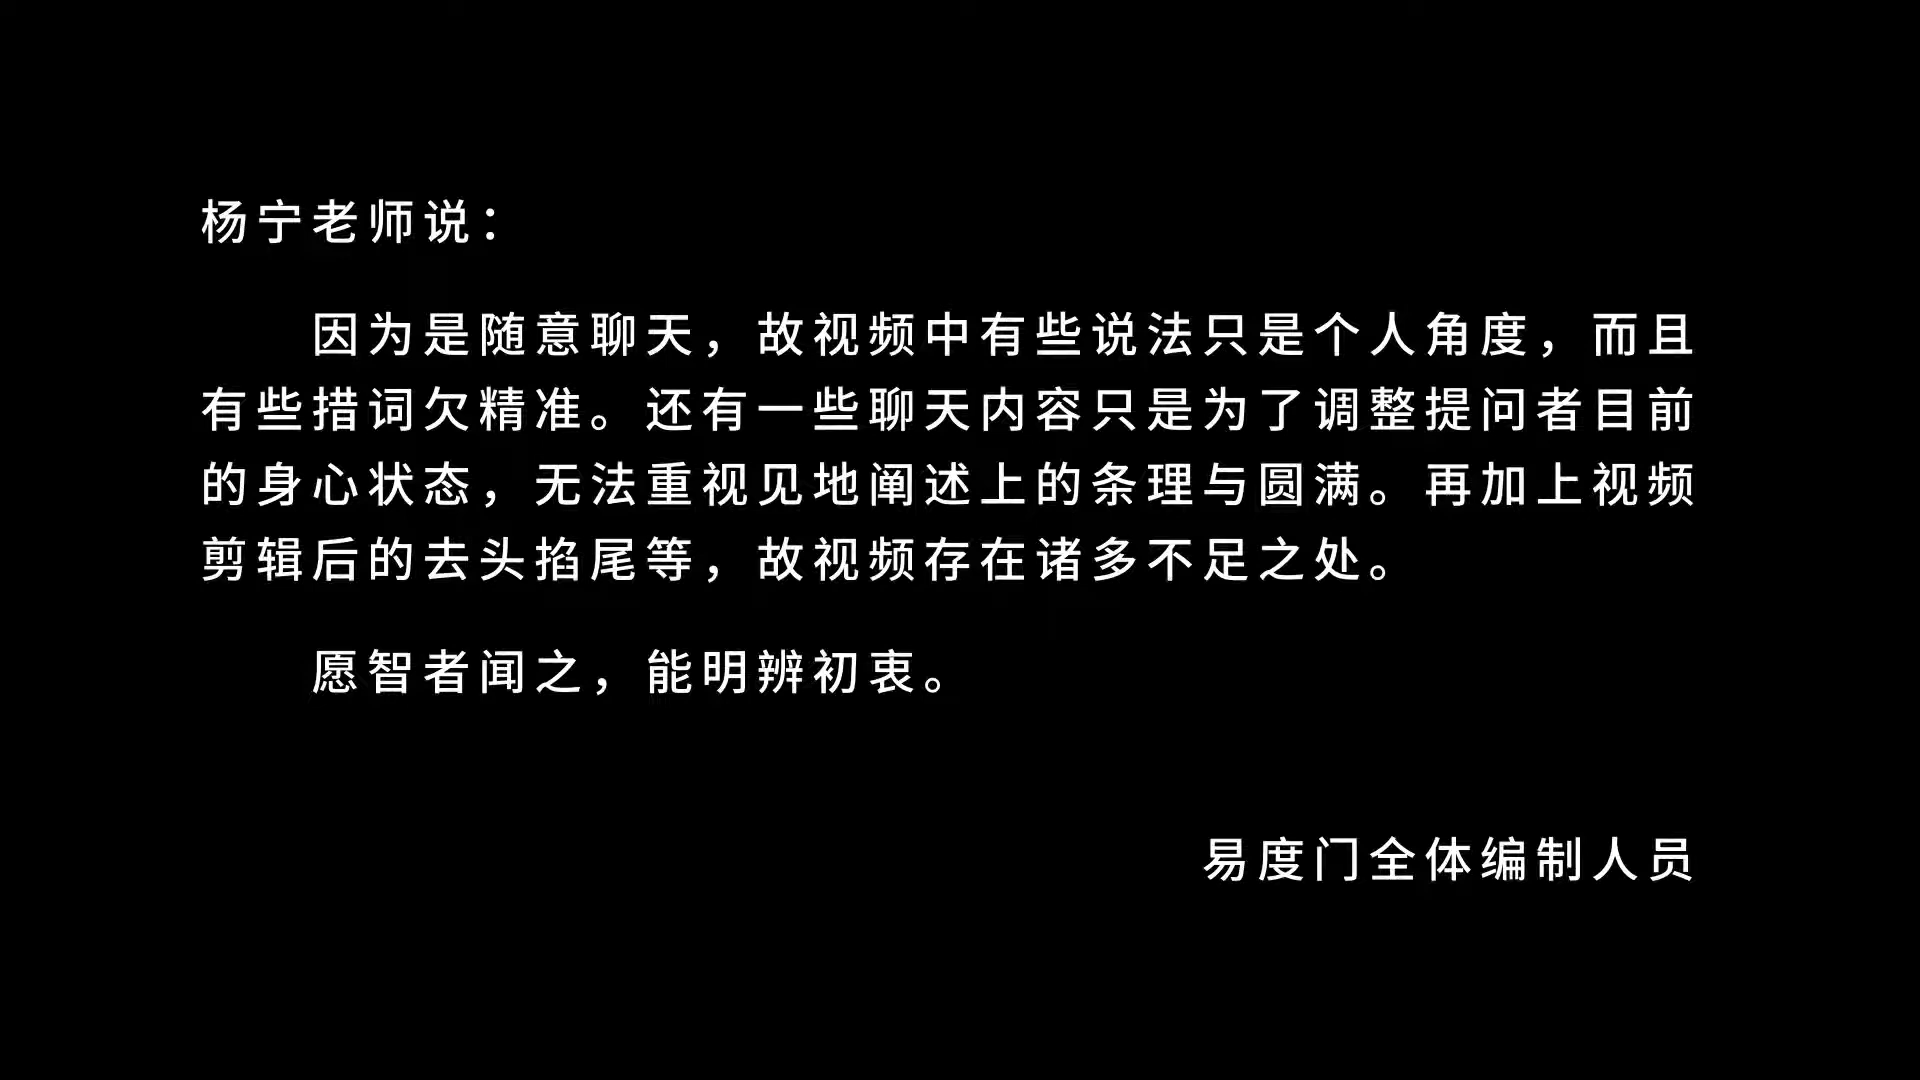 杨宁老师说：
因为是随意聊天，故视频中有些说法只是个人角度，而且
有些措词欠精准。还有一些聊天内容只是为了调整提问者目前
的身心状态，无法重视见地阐述上的条理与圆满。再加上视频
剪辑后的去头掐尾等，故视频存在诸多不足之处。
愿智者闻之，能明辨初衷。
易度门全体编制人员